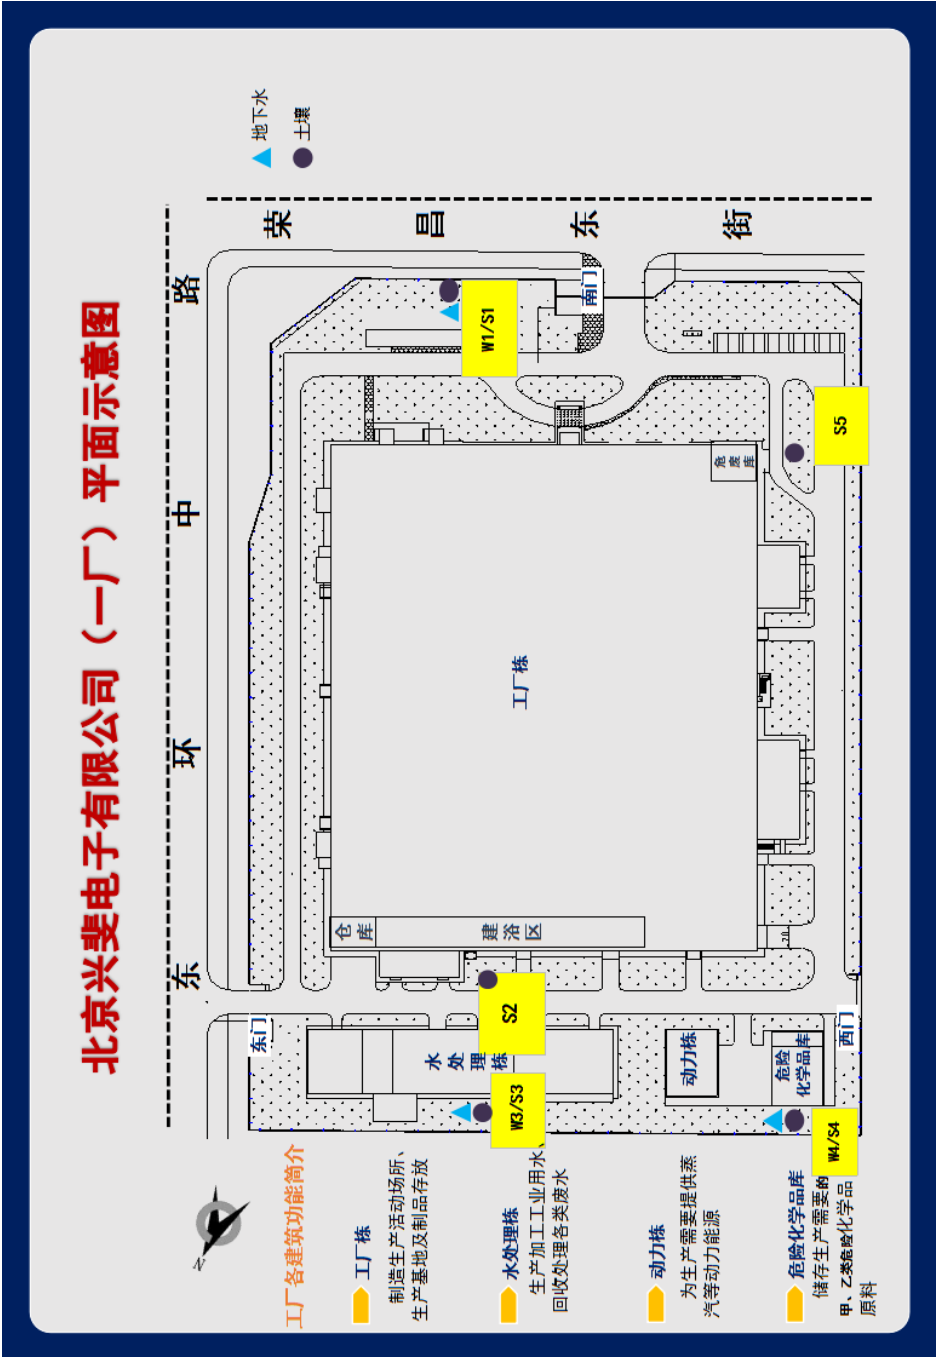 北京兴斐电子有限公司（一厂）平面示意图
东环中路
荣昌东街
地下水
土壤
东门
南门
西门
W1/S1
S5
危废库
工厂栋
仓库
建浴区
20
S2
水处理栋
W3/S3
动力栋
危险
化学品库
W4/S4
N
工厂各建筑功能简介
工厂栋
制造生产活动场所、
生产基地及制品存放
水处理栋
生产加工工业用水、
回收处理各类废水
动力栋
为生产需要提供蒸
汽等动力能源
危险化学品库
储存生产需要的
甲、乙类危险化学品
原料